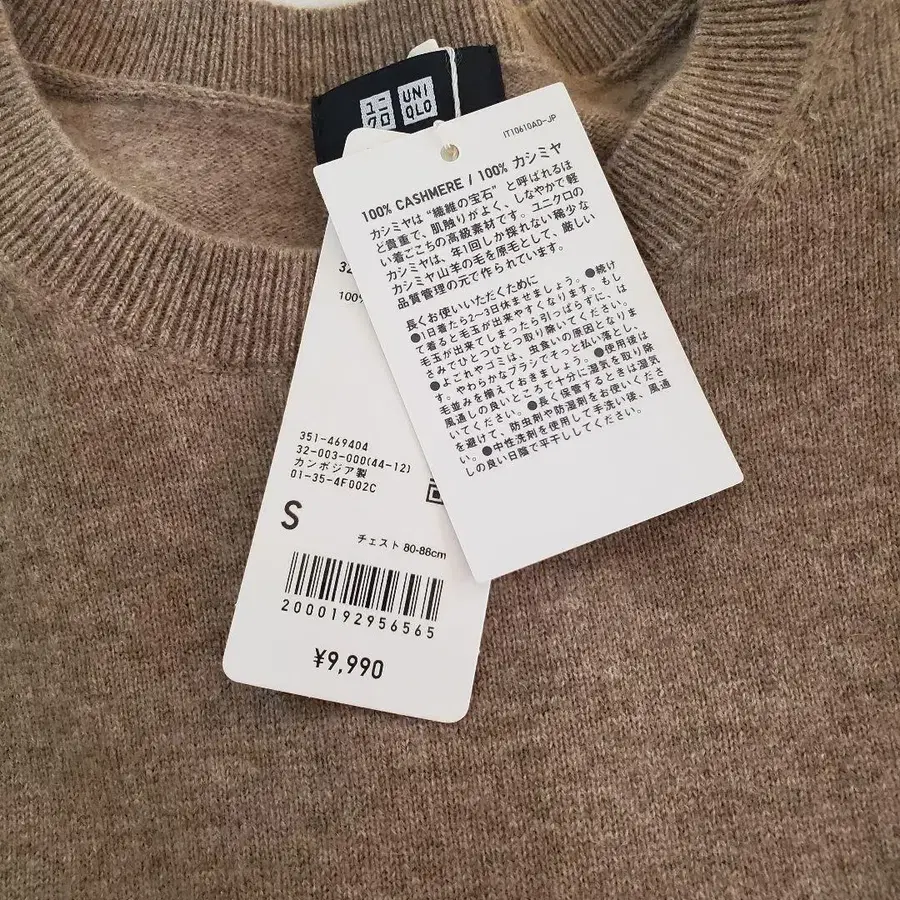 ユニ
クロ
UNI
QLO
IT10610AD-JP
100% CASHMERE / 100% カシミヤ
カシミヤは“繊維の宝石”と呼ばれるほ
ど貴重で、肌触りがよく、しなやかで軽
い着ごこちの高級素材です。ユニクロの
カシミヤは、年1回しか採れない稀少な
カシミヤ山羊の毛を原毛として、厳しい
品質管理の元で作られています。
長くお使いいただくために
●1日着たら2〜3日休ませましょう。●続け
て着ると毛玉が出来やすくなります。もし
毛玉が出来てしまったら引っぱらずに、は
さみでひとつひとつ取り除いてください。
●よごれやゴミは、虫食いの原因となりま
す。やわらかなブラシでそっと払い落とし、
毛並みを揃えておきましょう。●使用後は
風通しの良いところで十分に湿気を取り除
いてください。●長く保管するときは湿気
を避けて、防虫剤や防湿剤をお使いくださ
い。●中性洗剤を使用して手洗い後、風通
しの良い日陰で平干ししてください。
32
100%
351-469404
32-003-000(44-12)
カンボジア製
01-35-4F002C
S
チェスト 80-88cm
2000192956565
¥9,990